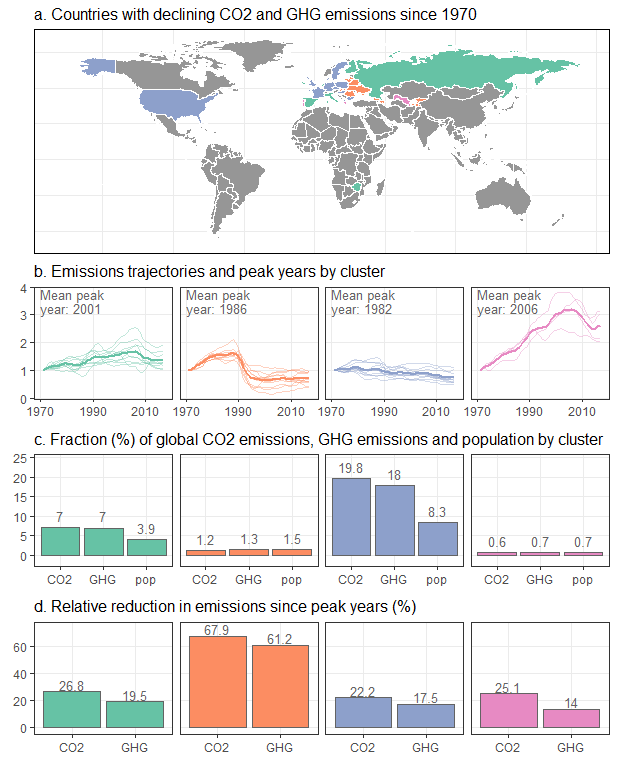 a. Countries with declining CO2 and GHG emissions since 1970
b. Emissions trajectories and peak years by cluster
4
3
2
1
0
Mean peak
year: 2001
Mean peak
year: 1986
Mean peak
year: 1982
Mean peak
year: 2006
1970 1990 2010 1970 1990 2010 1970 1990 2010 1970 1990 2010
c. Fraction (%) of global CO2 emissions, GHG emissions and population by cluster
25
20
15
10
5
0
7 7 3.9
1.2 1.3 1.5
19.8 18 8.3
0.6 0.7 0.7
CO2 GHG pop CO2 GHG pop CO2 GHG pop CO2 GHG pop
d. Relative reduction in emissions since peak years (%)
60
40
20
0
26.8 19.5
67.9 61.2
22.2 17.5
25.1 14
CO2 GHG CO2 GHG CO2 GHG CO2 GHG